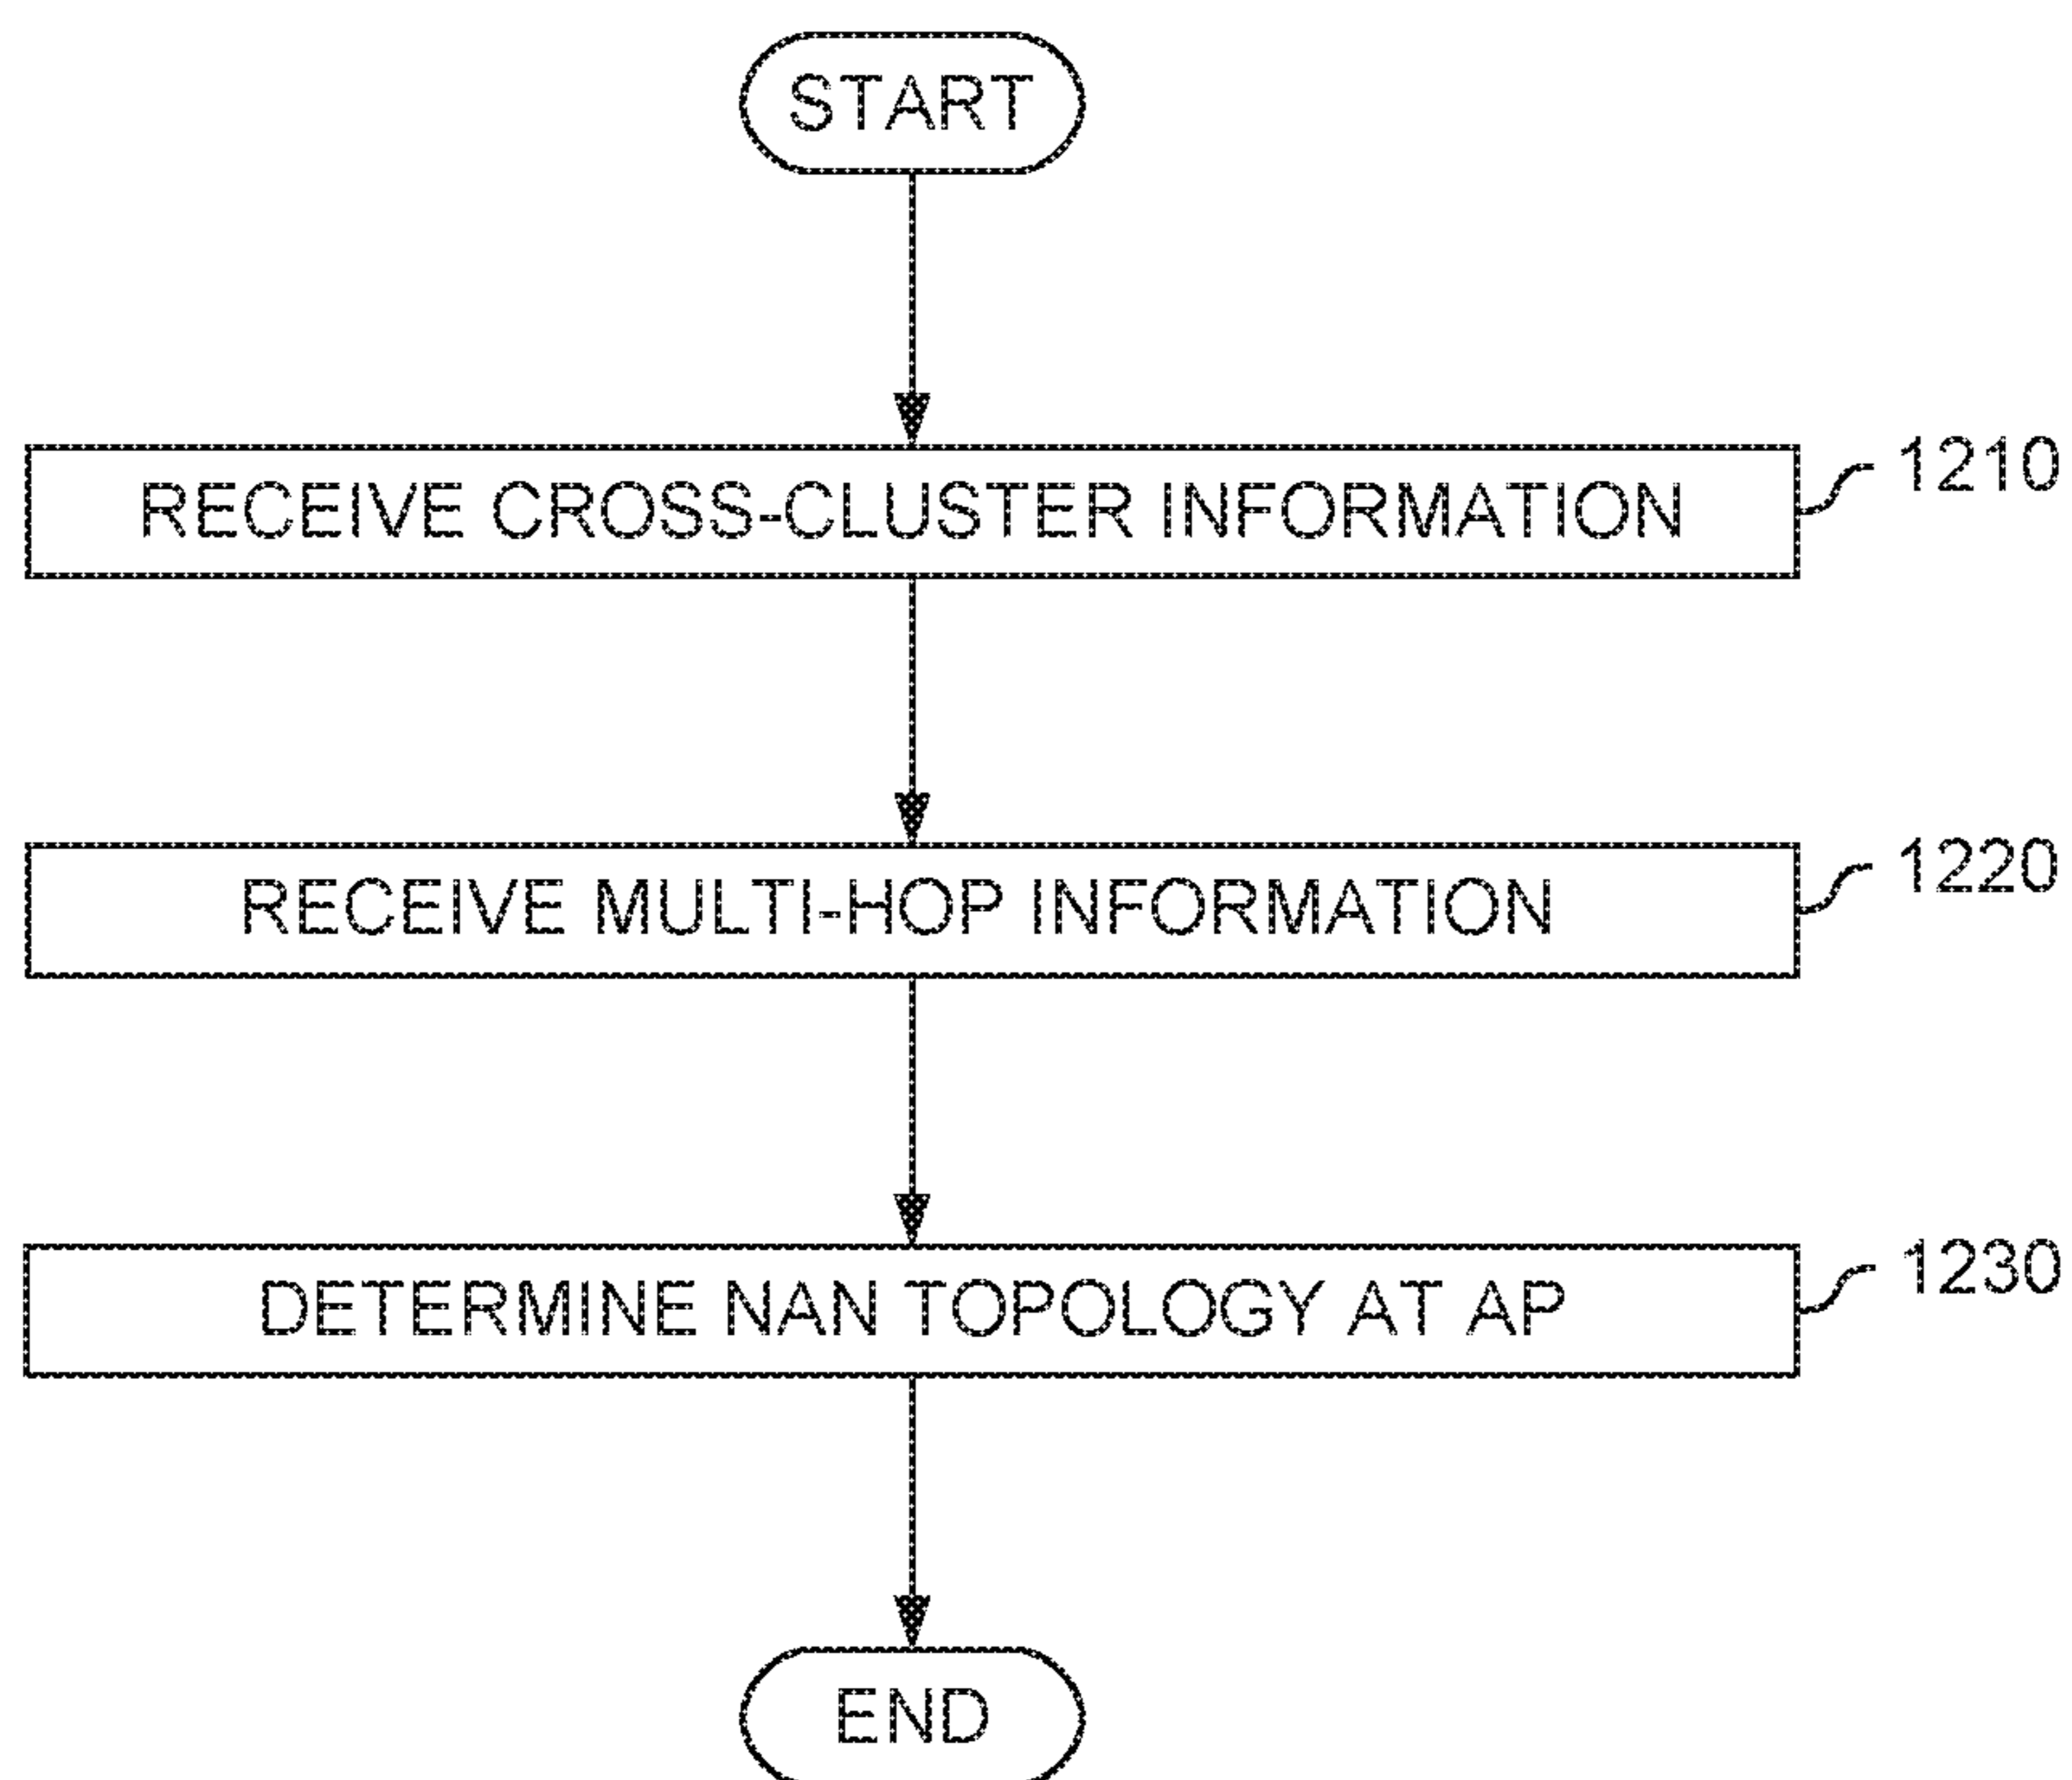 START
RECEIVE CROSS-CLUSTER INFORMATION
1210
RECEIVE MULTI-HOP INFORMATION
1220
DETERMINE NAN TOPOLOGY AT AP
1230
END